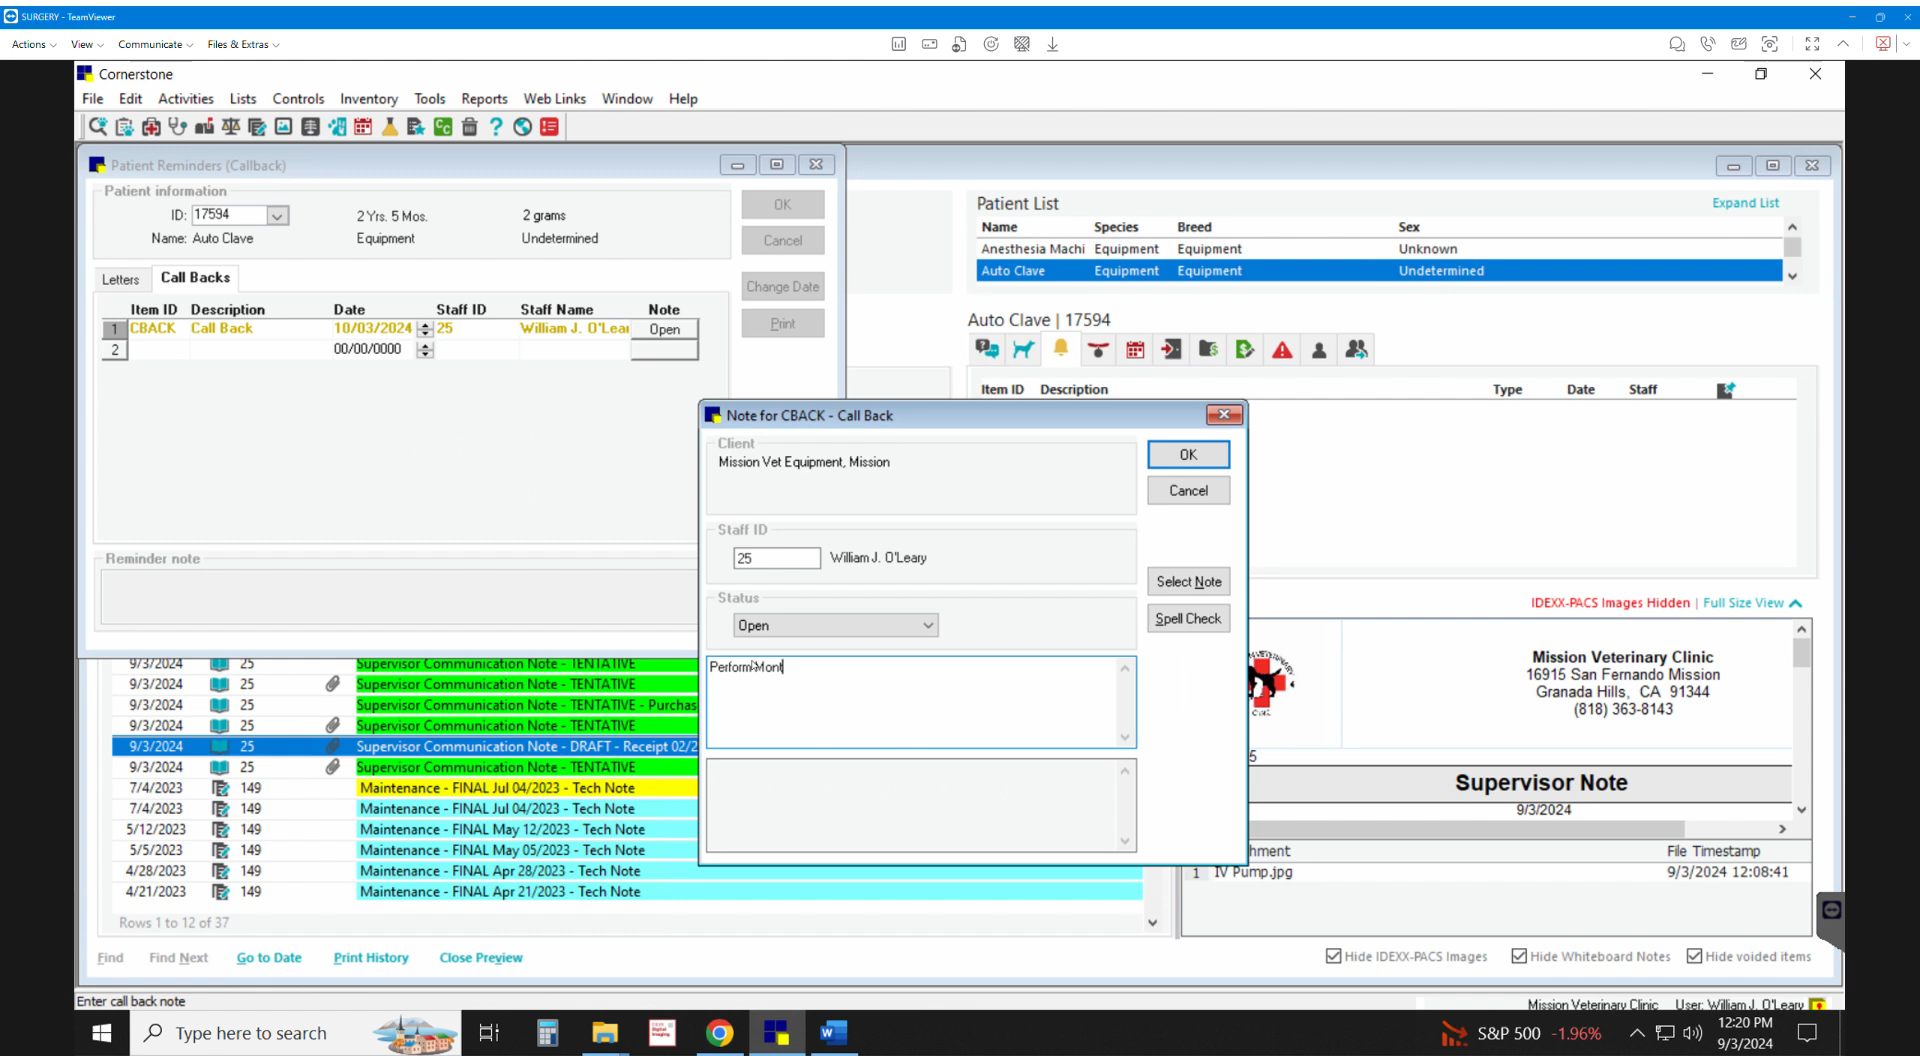 SURGERY - TeamViewer
Actions View Communicate Files & Extras
Cornerstone
File Edit Activities Lists Controls Inventory Tools Reports Web Links Window Help
Patient Reminders (Callback)
Patient information
ID: 17594 2 Yrs. 5 Mos. 2 grams
Name: Auto Clave Equipment Undetermined
OK
Cancel
Change Date
Print
Letters Call Backs
Item ID Description Date Staff ID Staff Name Note
1 CBACK Call Back 10/03/2024 25 William J. O'Lear Open
2 00/00/0000
Reminder note
Patient List Expand List
Name Species Breed Sex
Anesthesia Machi Equipment Equipment Unknown
Auto Clave Equipment Equipment Undetermined
Auto Clave | 17594
Item ID Description Type Date Staff
Note for CBACK - Call Back
Client
Mission Vet Equipment, Mission
OK
Cancel
Staff ID
25 William J. O'Leary
Select Note
Status
Open
Spell Check
Perform Mont
IDEXX-PACS Images Hidden | Full Size View
Mission Veterinary Clinic
16915 San Fernando Mission
Granada Hills, CA 91344
(818) 363-8143
5
Supervisor Note
9/3/2024
hment File Timestamp
1 IV Pump.jpg 9/3/2024 12:08:41
9/3/2024 25 Supervisor Communication Note - TENTATIVE
9/3/2024 25 Supervisor Communication Note - TENTATIVE
9/3/2024 25 Supervisor Communication Note - TENTATIVE - Purchas
9/3/2024 25 Supervisor Communication Note - TENTATIVE
9/3/2024 25 Supervisor Communication Note - DRAFT - Receipt 02/2
9/3/2024 25 Supervisor Communication Note - TENTATIVE
7/4/2023 149 Maintenance - FINAL Jul 04/2023 - Tech Note
7/4/2023 149 Maintenance - FINAL Jul 04/2023 - Tech Note
5/12/2023 149 Maintenance - FINAL May 12/2023 - Tech Note
5/5/2023 149 Maintenance - FINAL May 05/2023 - Tech Note
4/28/2023 149 Maintenance - FINAL Apr 28/2023 - Tech Note
4/21/2023 149 Maintenance - FINAL Apr 21/2023 - Tech Note
Rows 1 to 12 of 37
Find Find Next Go to Date Print History Close Preview
Hide IDEXX-PACS Images Hide Whiteboard Notes Hide voided items
Enter call back note
Mission Veterinary Clinic User: William J. O'Leary
Type here to search
S&P 500 -1.96%
12:20 PM
9/3/2024